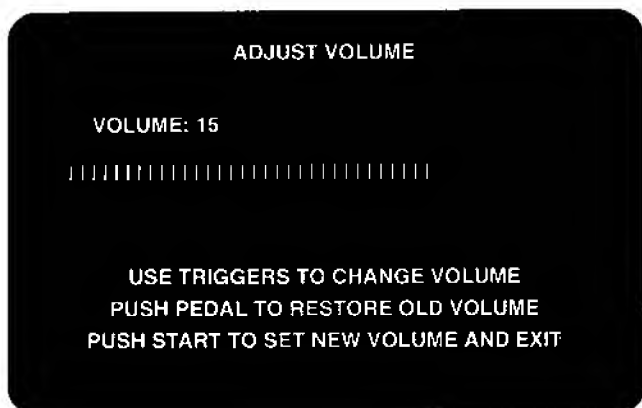 ADJUST VOLUME
VOLUME: 15
USE TRIGGERS TO CHANGE VOLUME
PUSH PEDAL TO RESTORE OLD VOLUME
PUSH START TO SET NEW VOLUME AND EXIT